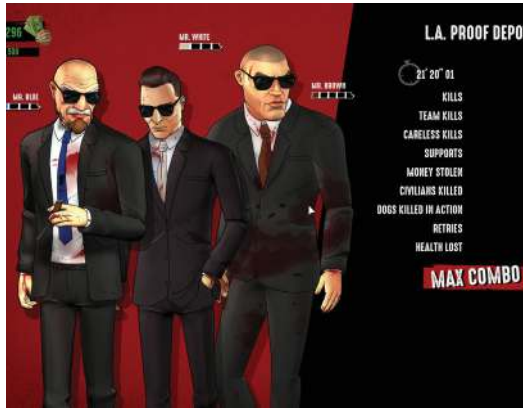 296
MR. WHITE
MR. BLUE
MR. BROWN
L.A. PROOF DEPO
21' 20" 01
KILLS
TEAM KILLS
CARELESS KILLS
SUPPORTS
MONEY STOLEN
CIVILIANS KILLED
DOGS KILLED IN ACTION
RETRIES
HEALTH LOST
MAX COMBO